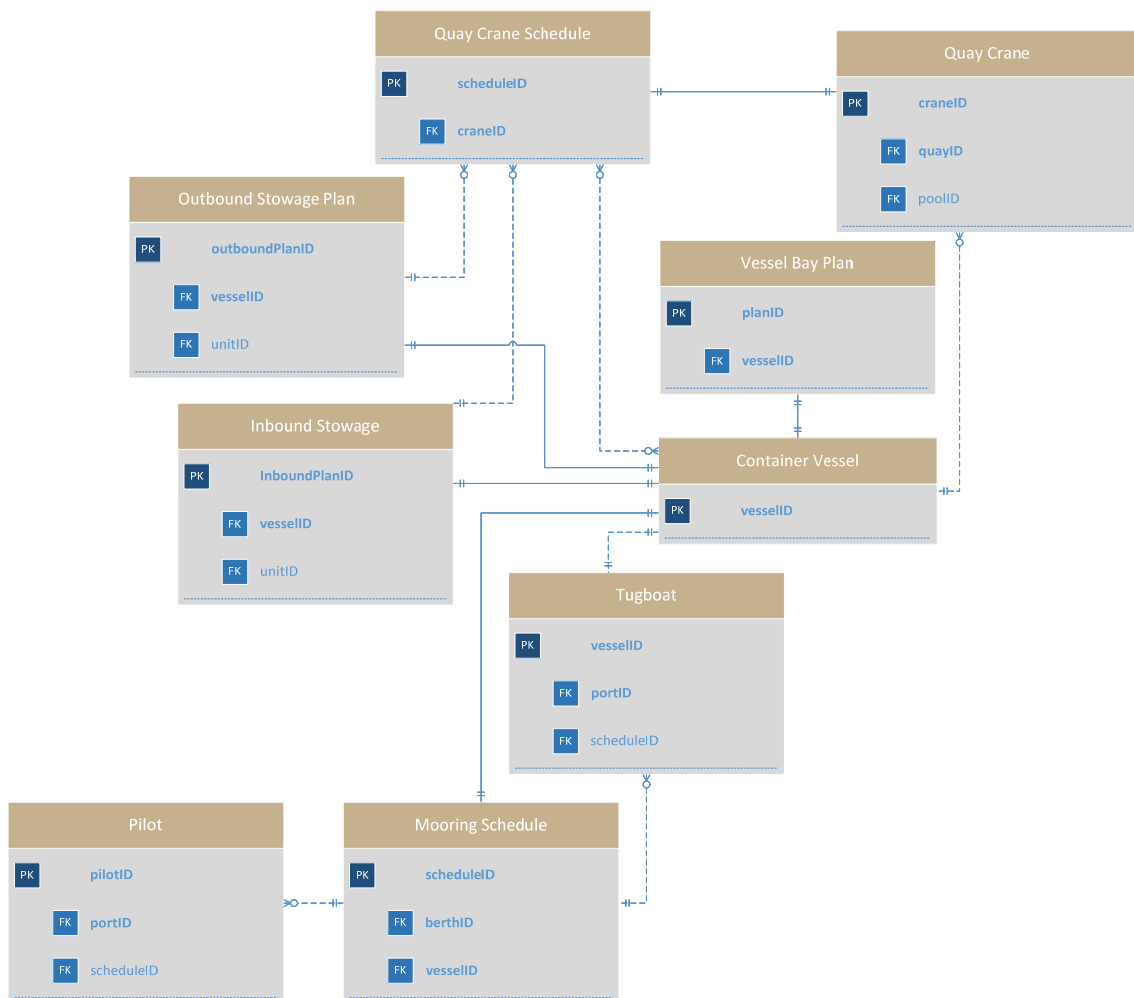 Quay Crane Schedule
PK scheduleID
FK craneID
Quay Crane
PK craneID
FK quayID
FK poolID
Outbound Stowage Plan
PK outboundPlanID
FK vesselID
FK unitID
Vessel Bay Plan
PK planID
FK vesselID
Inbound Stowage
PK InboundPlanID
FK vesselID
FK unitID
Container Vessel
PK vesselID
Tugboat
PK vesselID
FK portID
FK scheduleID
Pilot
PK pilotID
FK portID
FK scheduleID
Mooring Schedule
PK scheduleID
FK berthID
FK vesselID